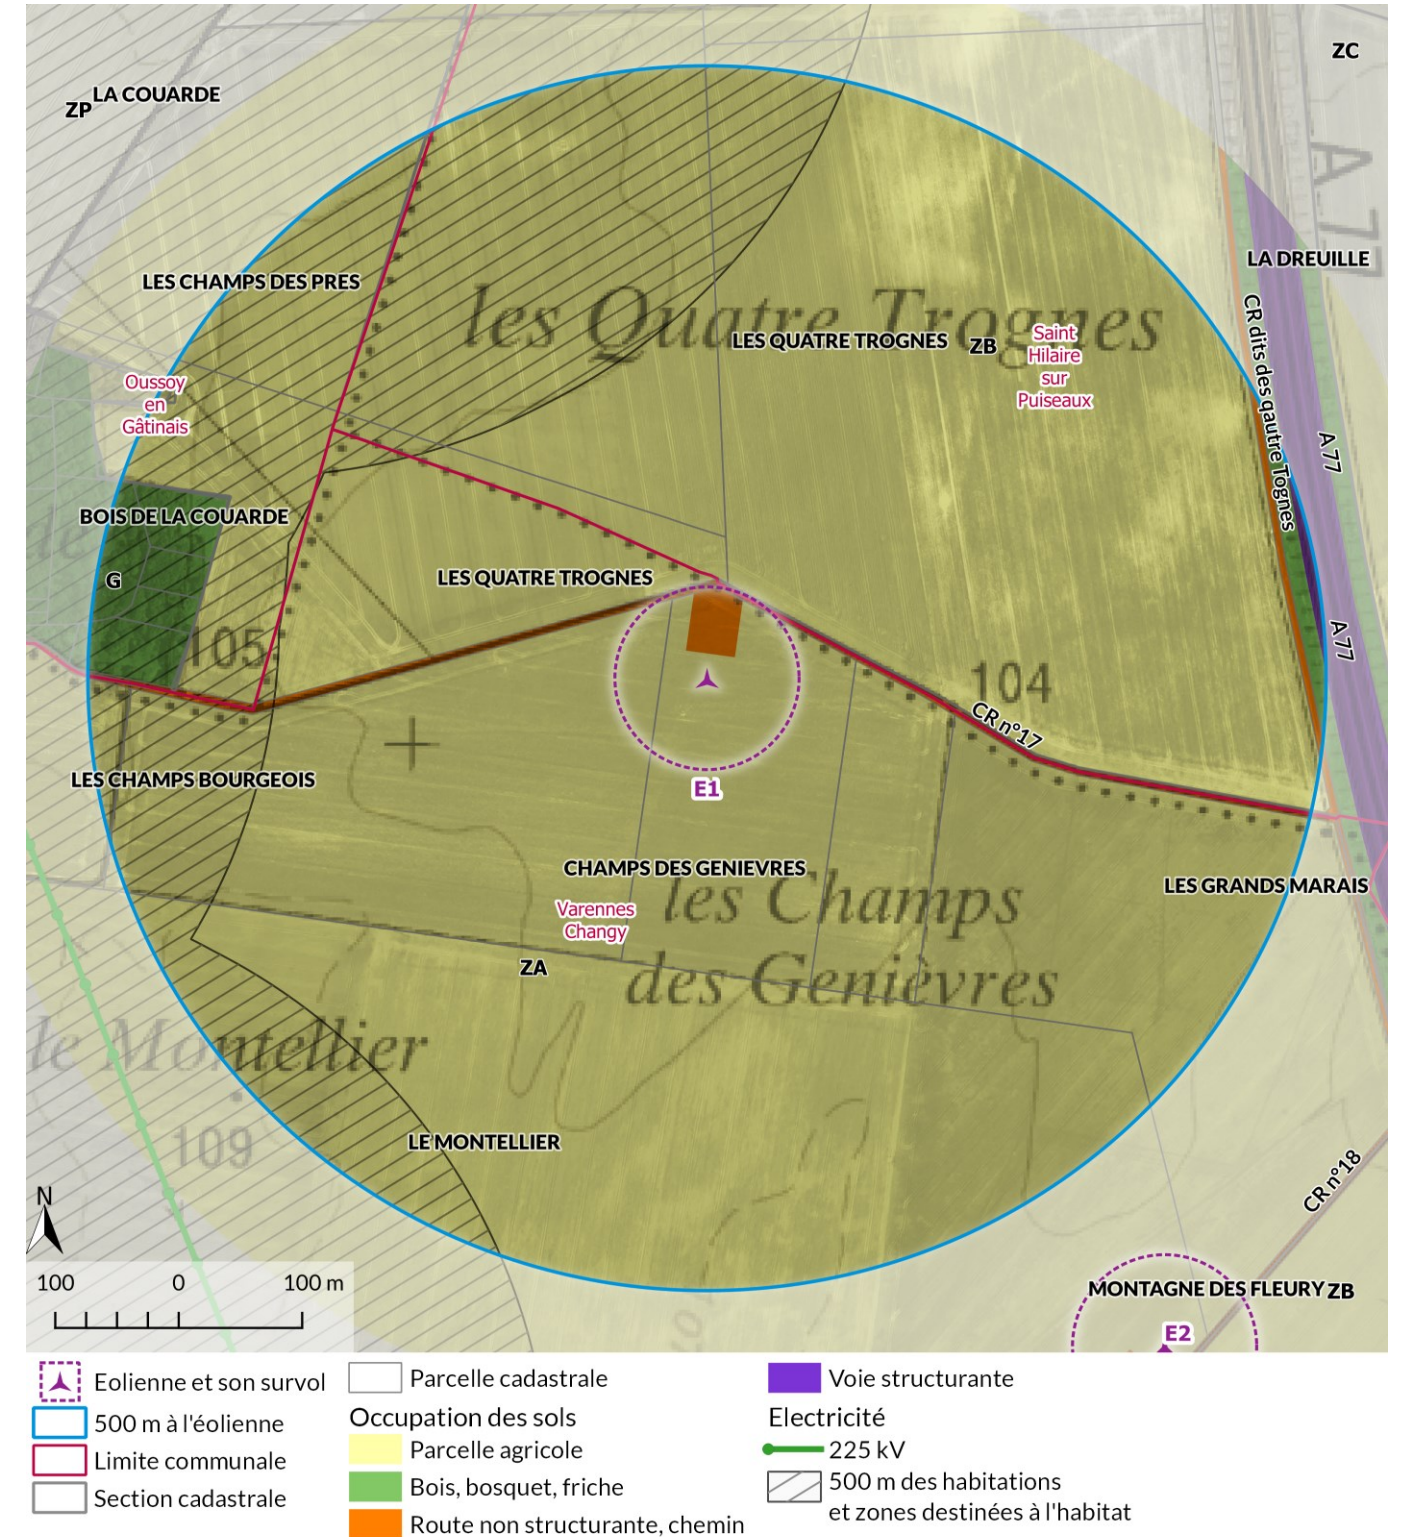 ZC
LA COUARDE
ZP
A 77
LA DREUILLE
LES CHAMPS DES PRES
les Quatre Trognes
LES QUATRE TROGNES
ZB
Saint
Hilaire
sur
Puiseaux
CR dits des qautre Tognes
Oussoy
en
Gâtinais
A 77
BOIS DE LA COUARDE
G
LES QUATRE TROGNES
105
A 77
104
CR n°17
LES CHAMPS BOURGEOIS
E1
CHAMPS DES GENIEVRES
LES GRANDS MARAIS
les Champs
des Genièvres
Varennes
Changy
ZA
le Montellier
109
LE MONTELLIER
CR n°18
N
100 0 100 m
MONTAGNE DES FLEURY
ZB
E2
Eolienne et son survol
500 m à l'éolienne
Limite communale
Section cadastrale
Parcelle cadastrale
Occupation des sols
Parcelle agricole
Bois, bosquet, friche
Route non structurante, chemin
Voie structurante
Electricité
225 kV
500 m des habitations
et zones destinées à l'habitat